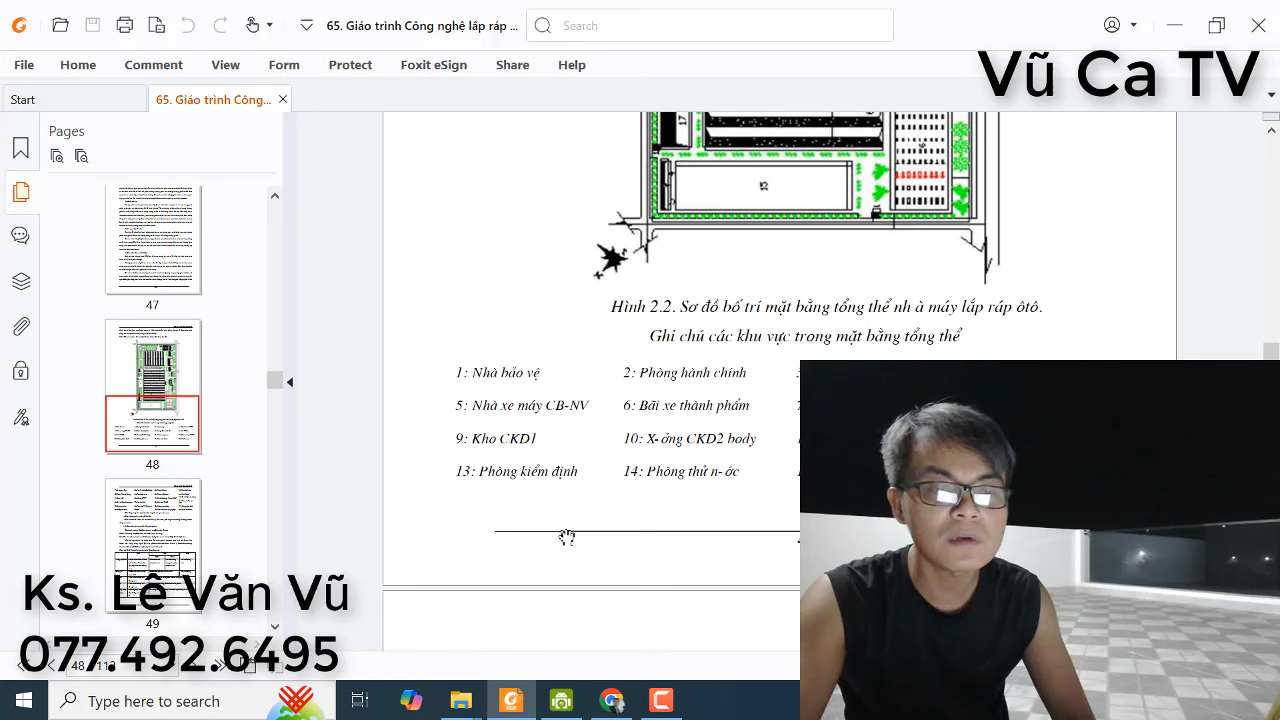 65. Giáo trình Công nghệ lắp ráp ...
Search
File
Home
Comment
View
Form
Protect
Foxit eSign
Share
Help
Vũ Ca TV
Start
65. Giáo trình Công...
Pages
47
48
49
17
6
15
Hình 2.2. Sơ đồ bố trí mặt bằng tổng thể nh à máy lắp ráp ôtô.
Ghi chú các khu vực trong mặt bằng tổng thể
1: Nhà bảo vệ
2: Phòng hành chính
5: Nhà xe máy CB-NV
6: Bãi xe thành phẩm
9: Kho CKD1
10: X- ởng CKD2 body
13: Phòng kiểm định
14: Phòng thử n- ớc
Ks. Lê Văn Vũ
077.492.6495
Type here to search